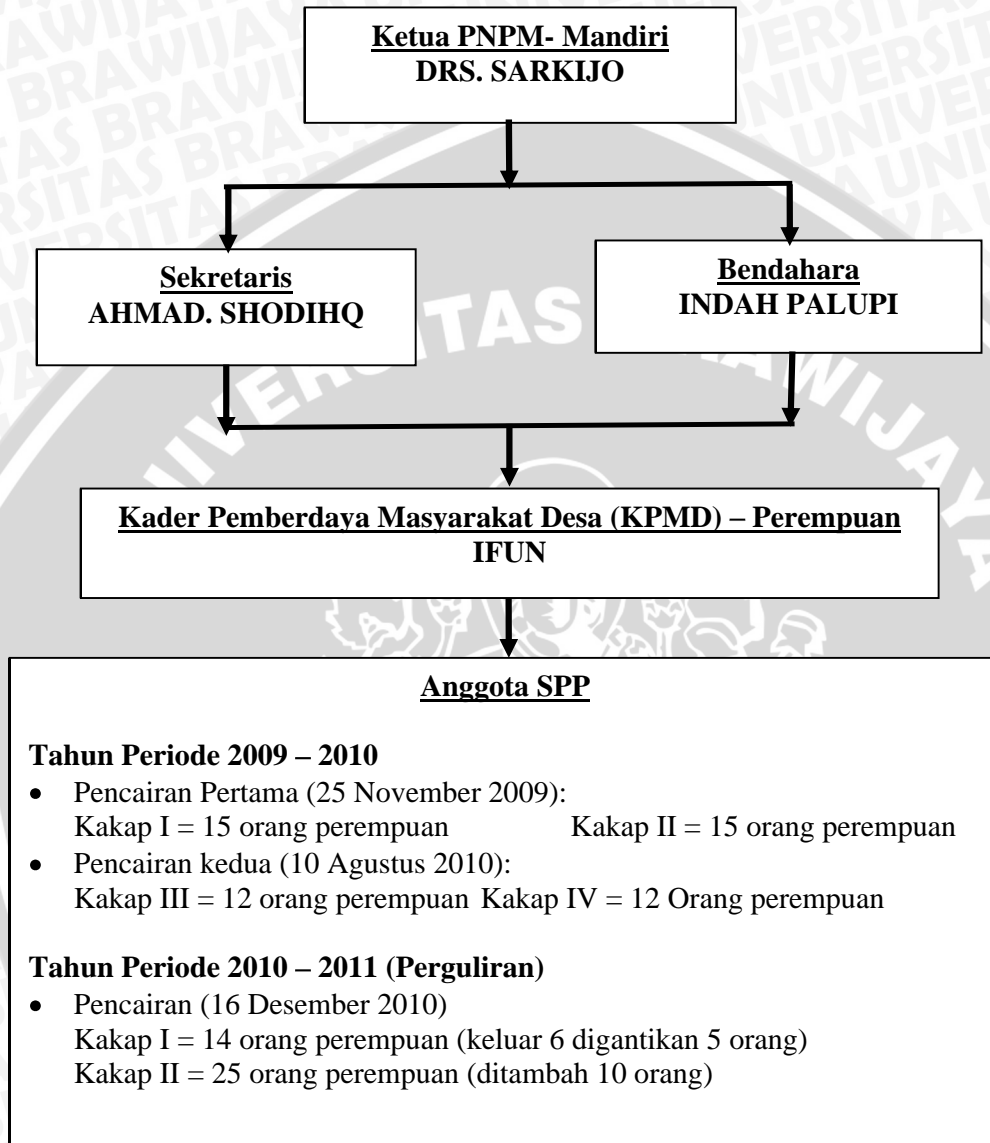 Ketua PNPM- Mandiri
DRS. SARKIJO
Sekretaris
AHMAD. SHODIHQ
Bendahara
INDAH PALUPI
Kader Pemberdaya Masyarakat Desa (KPMD) – Perempuan
IFUN
Anggota SPP
Tahun Periode 2009 – 2010
• Pencairan Pertama (25 November 2009):
Kakap I = 15 orang perempuan Kakap II = 15 orang perempuan
• Pencairan kedua (10 Agustus 2010):
Kakap III = 12 orang perempuan Kakap IV = 12 Orang perempuan
Tahun Periode 2010 – 2011 (Perguliran)
• Pencairan (16 Desember 2010)
Kakap I = 14 orang perempuan (keluar 6 digantikan 5 orang)
Kakap II = 25 orang perempuan (ditambah 10 orang)